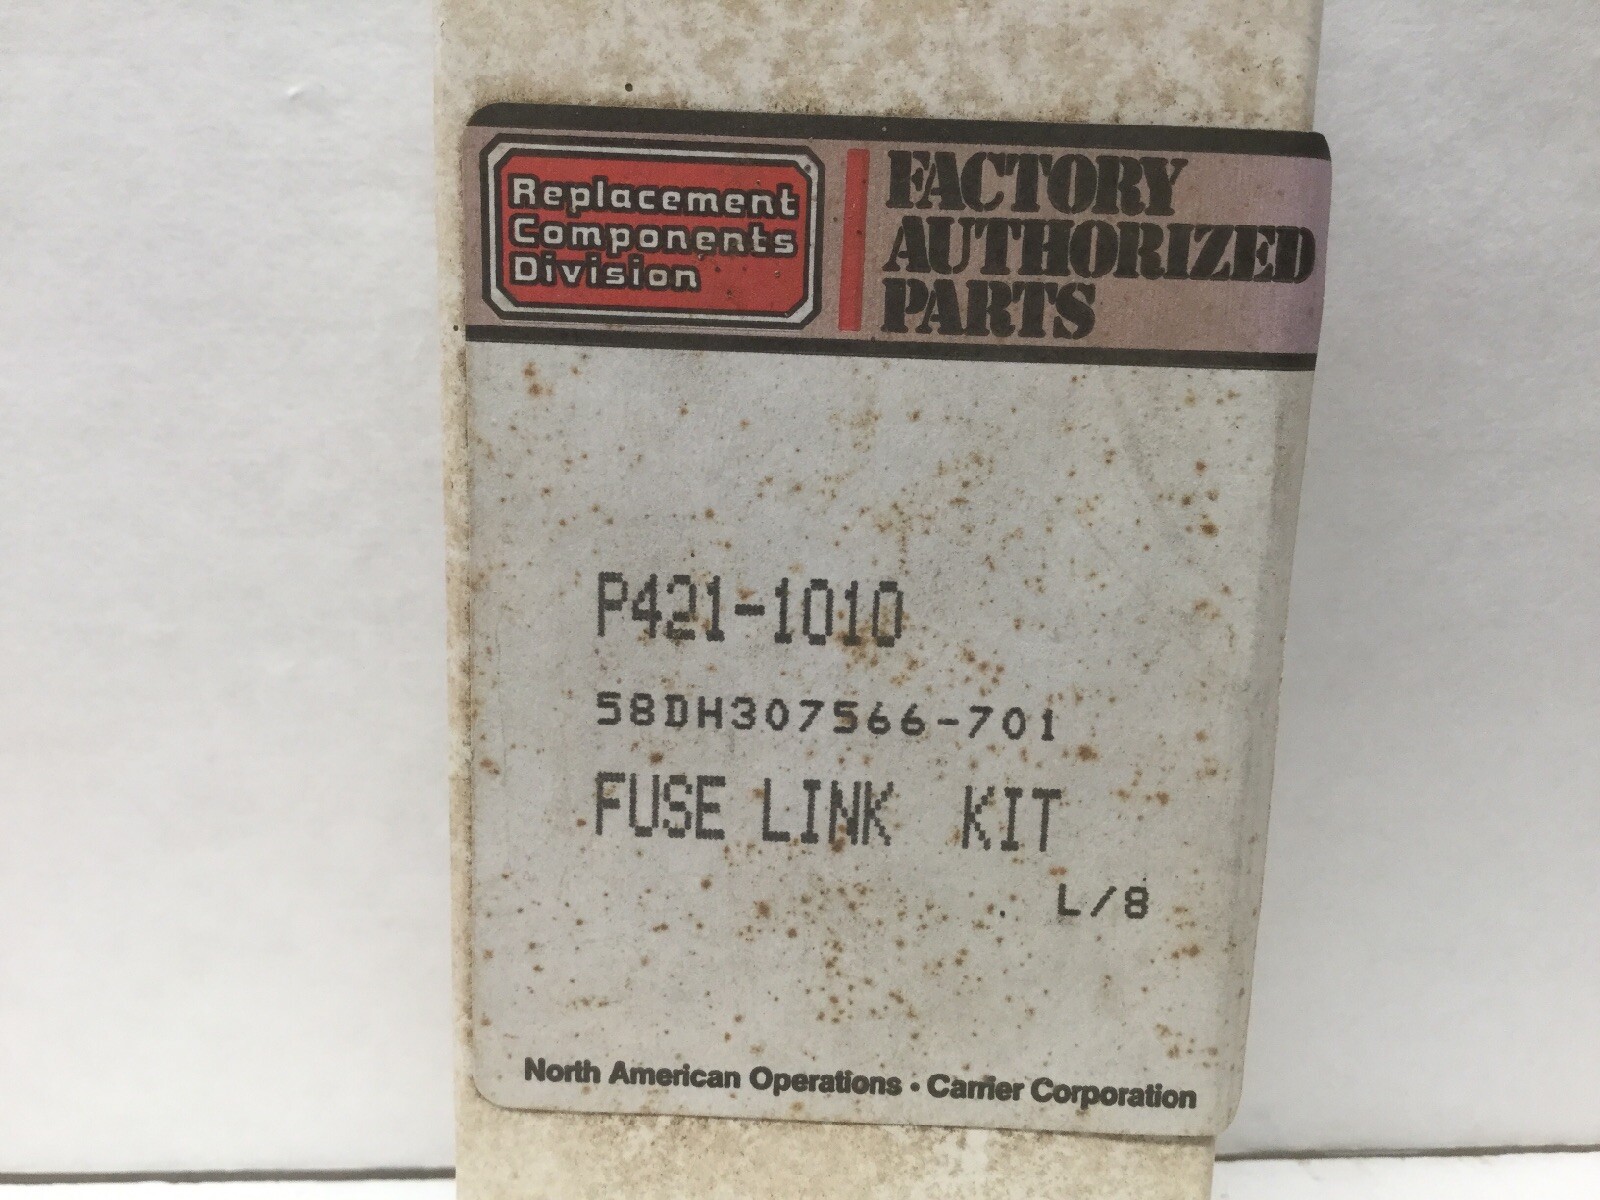 Replacement
Components
Division
FACTORY
AUTHORIZED
PARTS
P421-1010
58DH307566-701
FUSE LINK KIT
L/8
North American Operations • Carrier Corporation